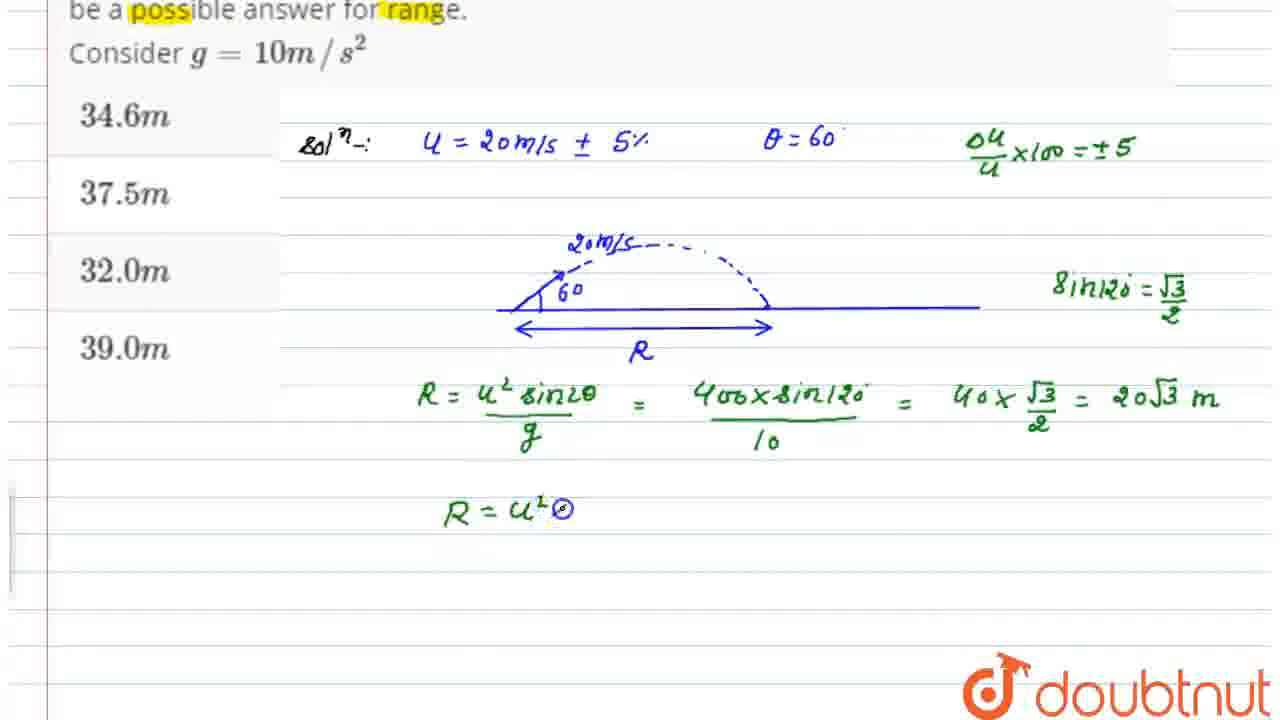 be a possible answer for range.
Consider g = 10m/s²
34.6m
37.5m
32.0m
39.0m
Solⁿ-: u = 20m/s ± 5% θ = 60° Δu/u × 100 = ± 5
20m/s
60
R
sin120° = √3/2
R = u² sin2θ/g = 400×sin120°/10 = 40 × √3/2 = 20√3 m
R = u²
doubtnut